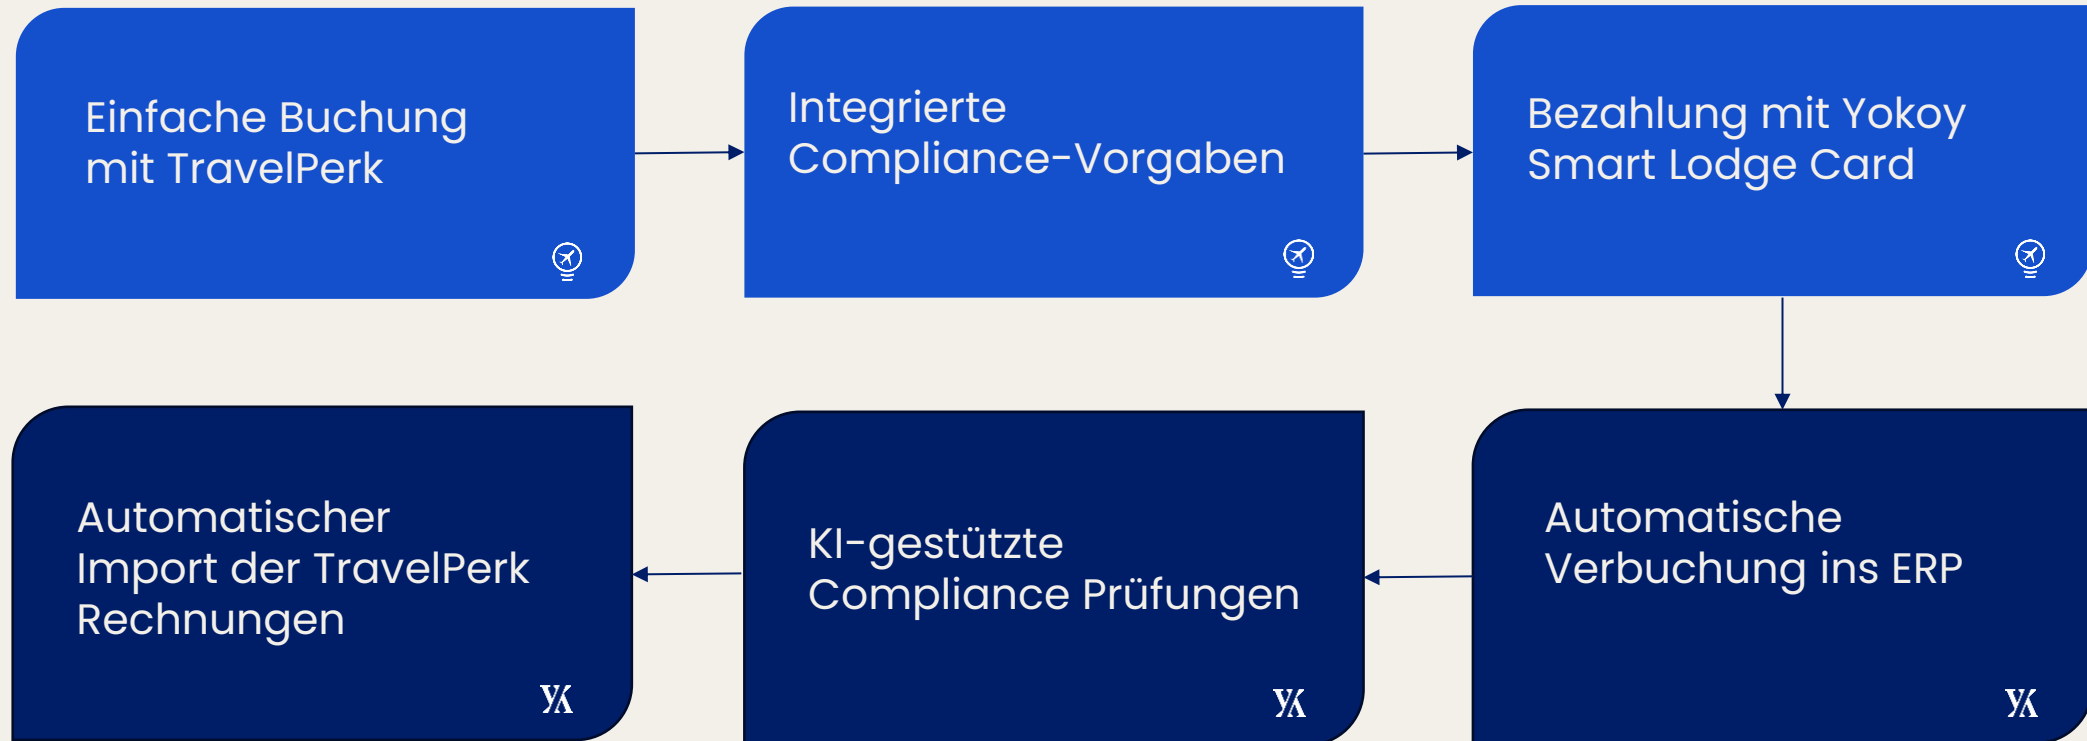 Einfache Buchung
mit TravelPerk
Integrierte
Compliance-Vorgaben
Bezahlung mit Yokoy
Smart Lodge Card
Automatischer
Import der TravelPerk
Rechnungen
KI-gestützte
Compliance Prüfungen
Automatische
Verbuchung ins ERP